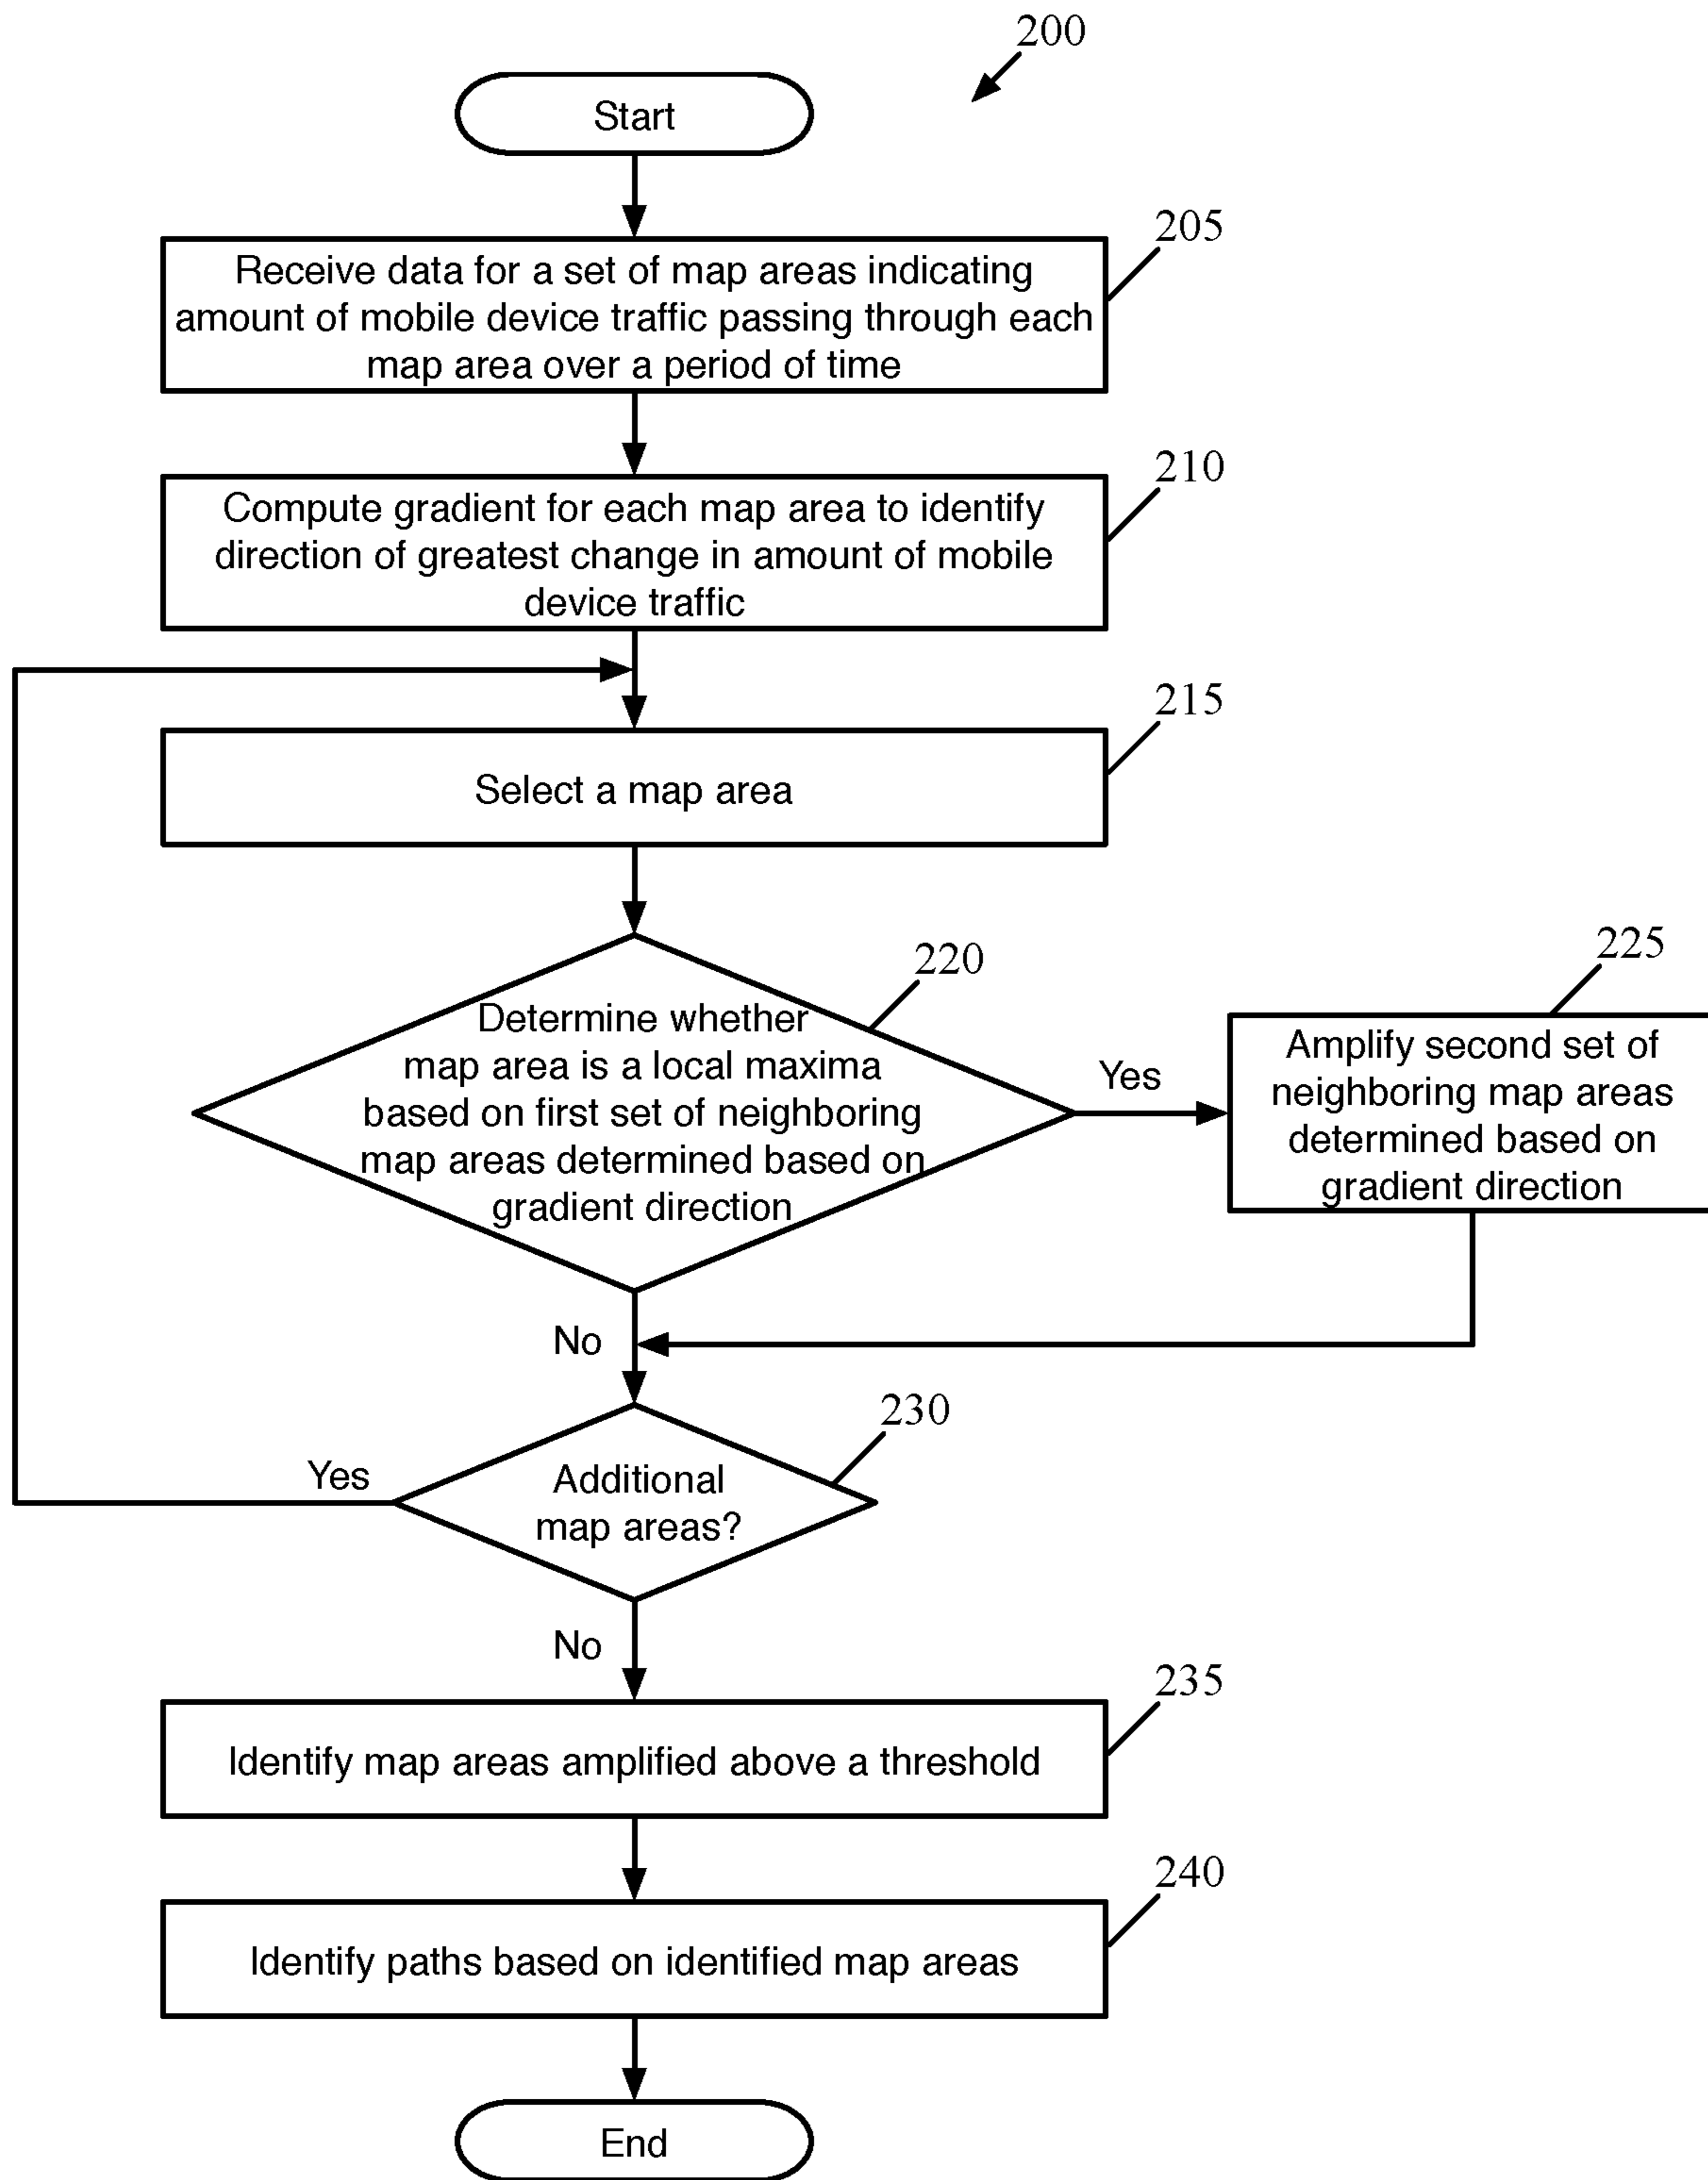 200
Start
205
Receive data for a set of map areas indicating
amount of mobile device traffic passing through each
map area over a period of time
210
Compute gradient for each map area to identify
direction of greatest change in amount of mobile
device traffic
215
Select a map area
220
Determine whether
map area is a local maxima
based on first set of neighboring
map areas determined based on
gradient direction
Yes
225
Amplify second set of
neighboring map areas
determined based on
gradient direction
No
230
Additional
map areas?
Yes
No
235
Identify map areas amplified above a threshold
240
Identify paths based on identified map areas
End